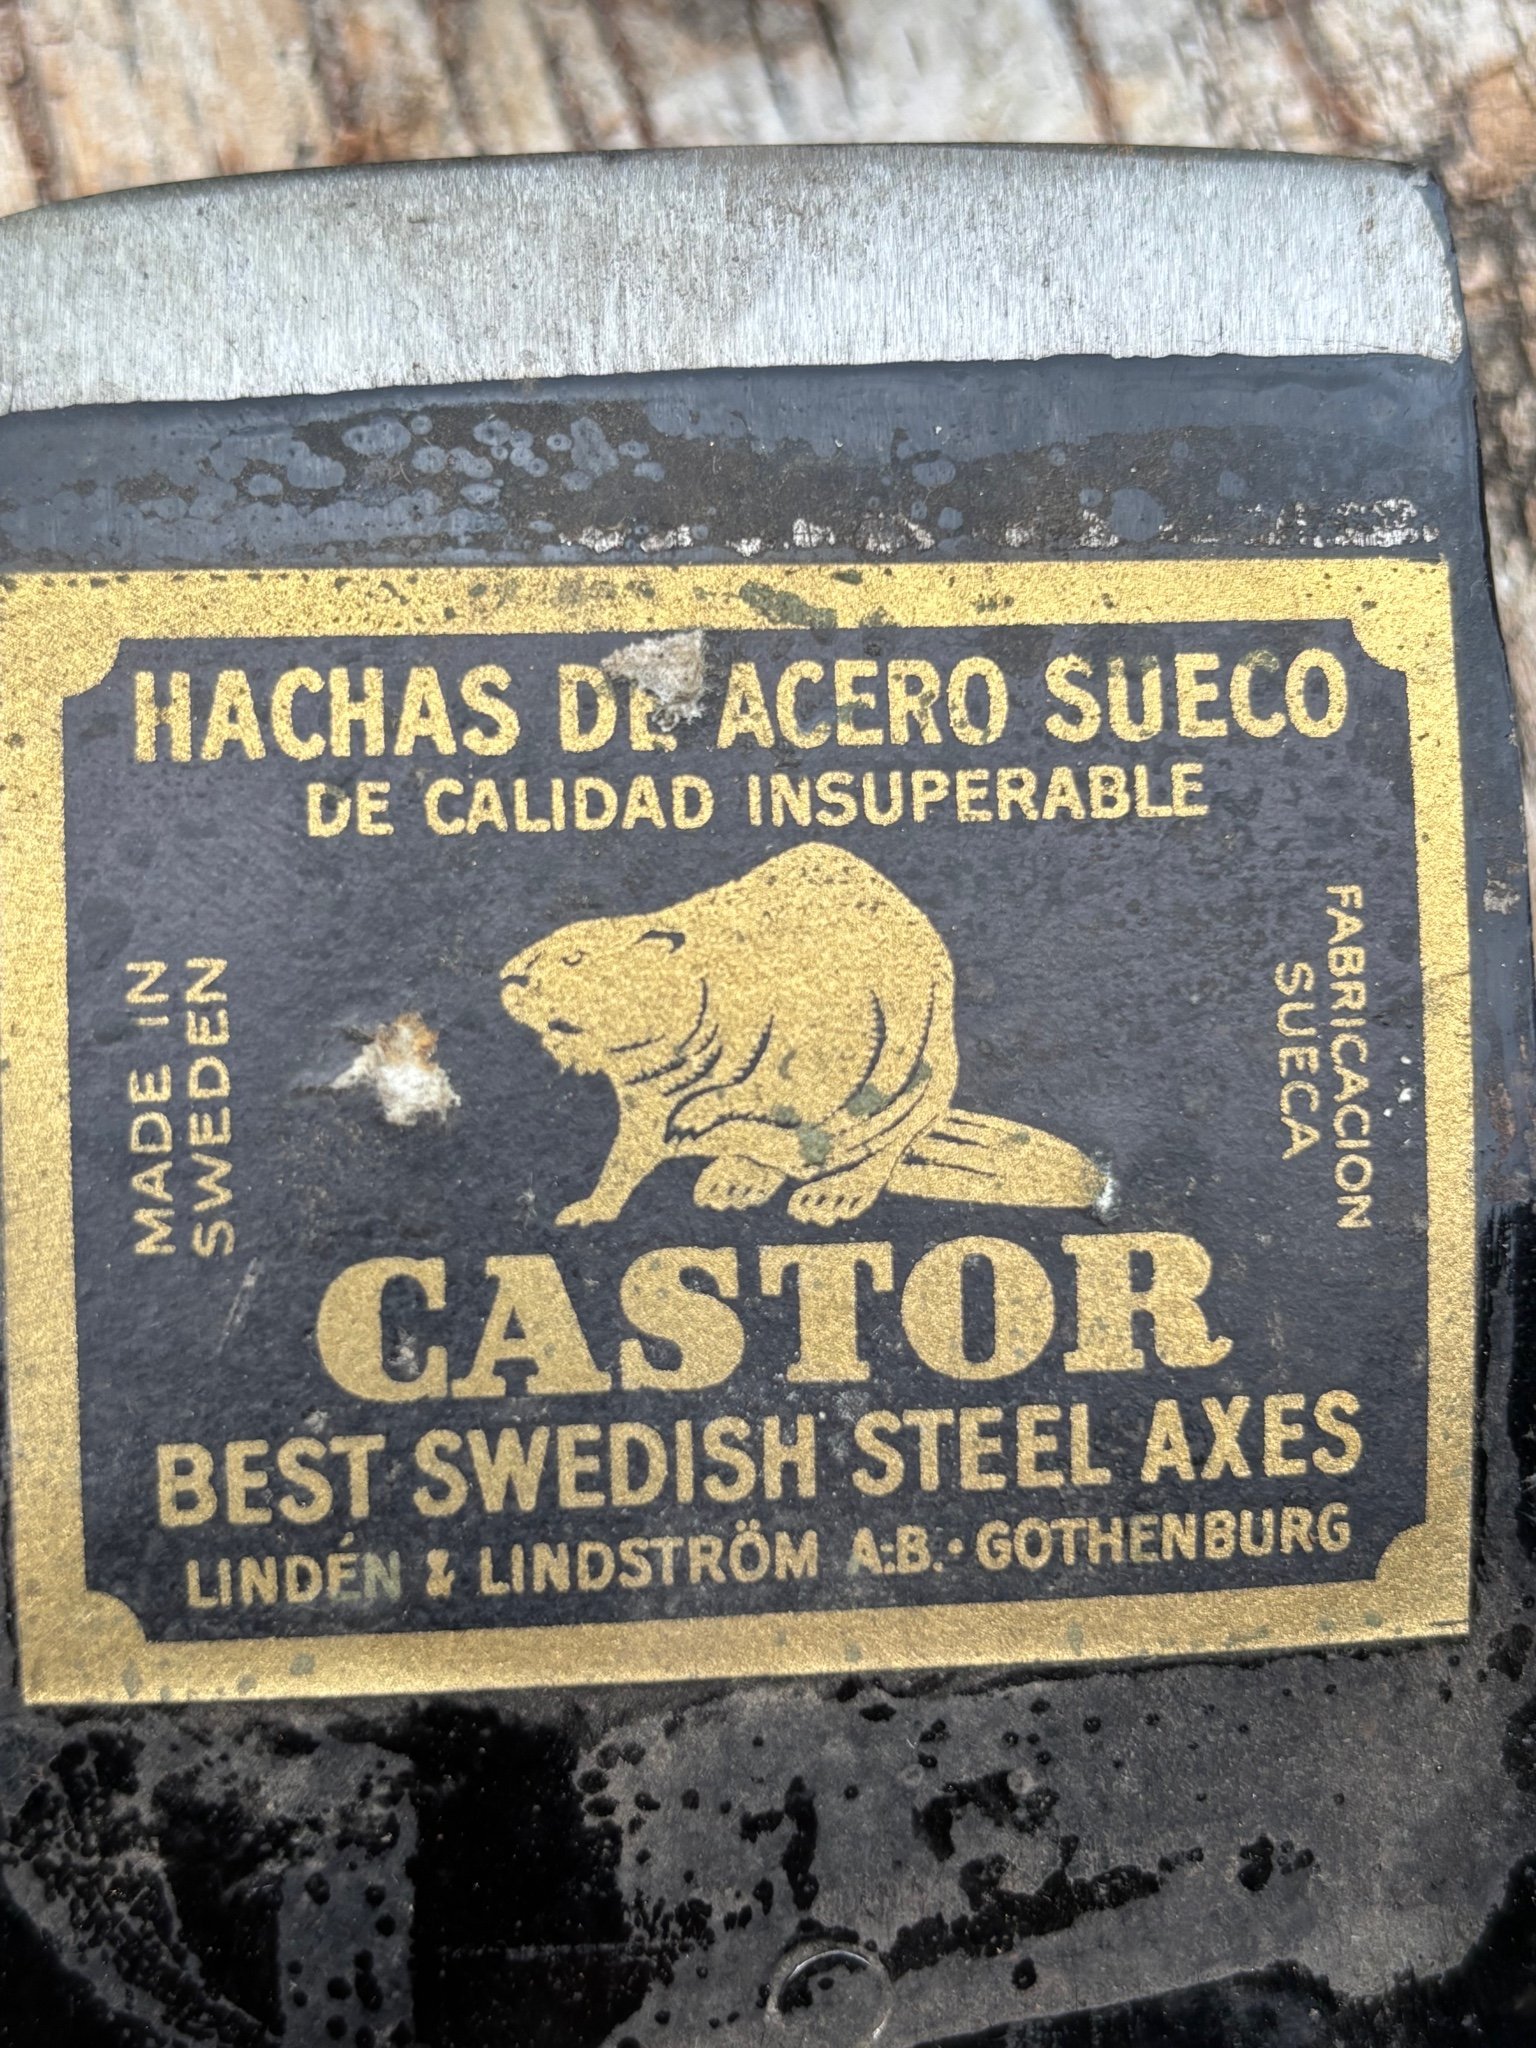 HACHAS DE ACERO SUECO
DE CALIDAD INSUPERABLE
MADE IN
SWEDEN
FABRICACION
SUECA
CASTOR
BEST SWEDISH STEEL AXES
LINDÉN & LINDSTRÖM A.B. · GOTHENBURG